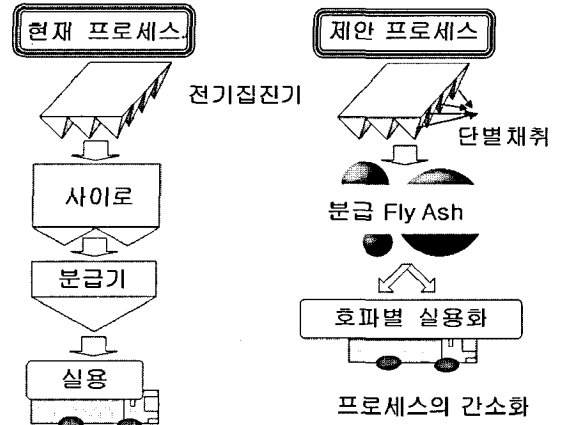 현재 프로세스
전기집진기
사이로
분급기
실용
제안 프로세스
단별채취
분급 Fly Ash
호파별 실용화
프로세스의 간소화